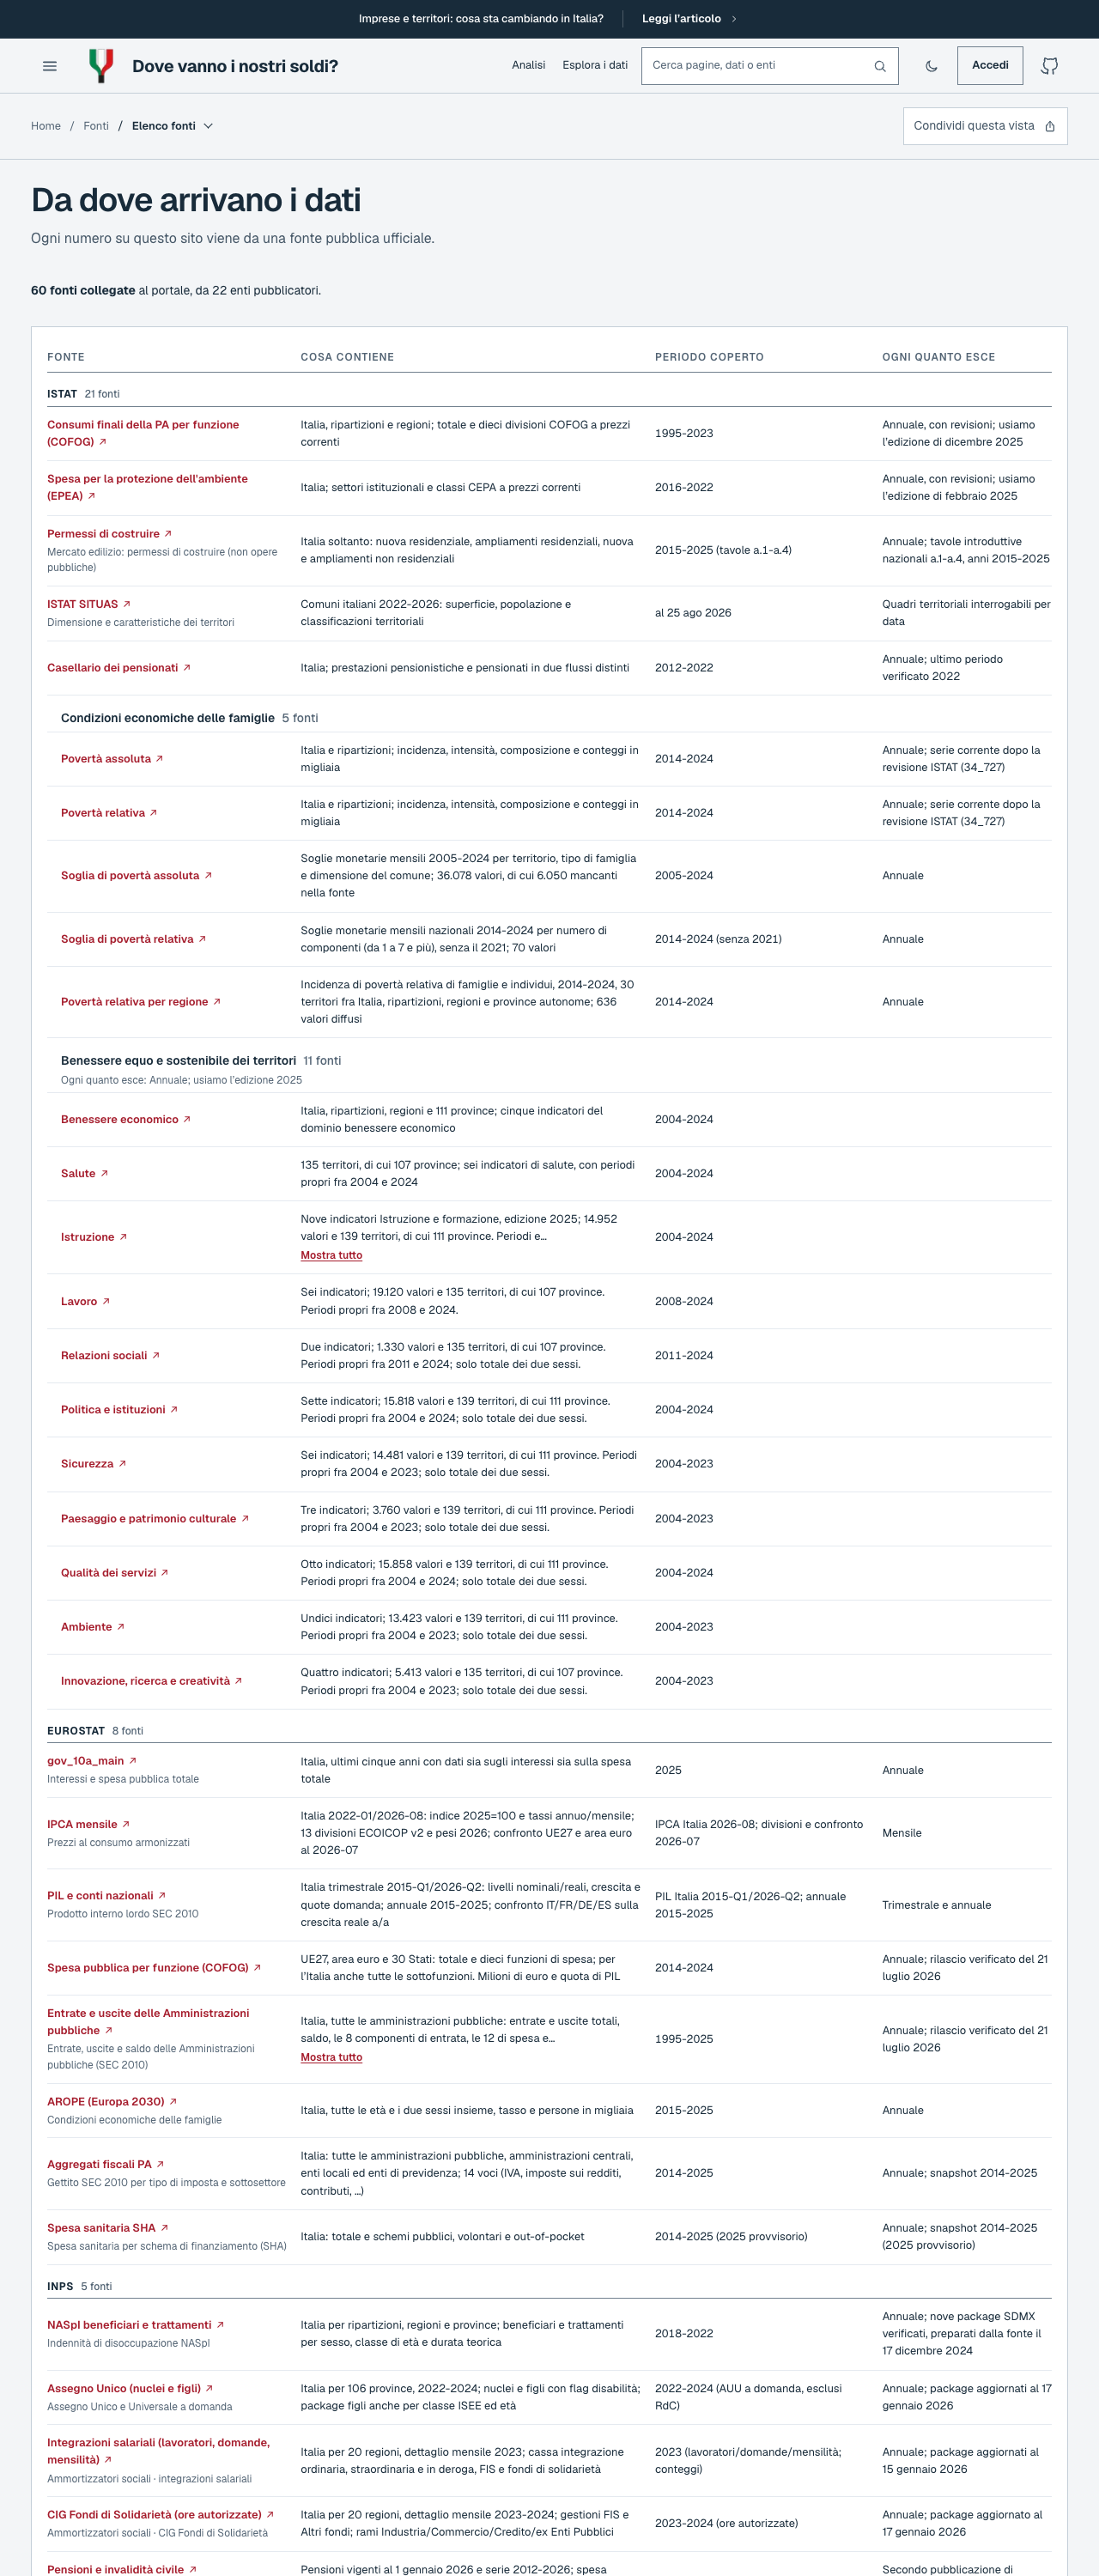 Imprese e territori: cosa sta cambiando in Italia? Leggi l'articolo
Dove vanno i nostri soldi?
Analisi Esplora i dati Cerca pagine, dati o enti Accedi
Home / Fonti / Elenco fonti Condividi questa vista
Da dove arrivano i dati
Ogni numero su questo sito viene da una fonte pubblica ufficiale.
60 fonti collegate al portale, da 22 enti pubblicatori.
FONTE COSA CONTIENE PERIODO COPERTO OGNI QUANTO ESCE
ISTAT 21 fonti
Consumi finali della PA per funzione
(COFOG)
Italia, ripartizioni e regioni; totale e dieci divisioni COFOG a prezzi
correnti
1995-2023
Annuale, con revisioni; usiamo
l'edizione di dicembre 2025
Spesa per la protezione dell'ambiente
(EPEA)
Italia; settori istituzionali e classi CEPA a prezzi correnti
2016-2022
Annuale, con revisioni; usiamo
l'edizione di febbraio 2025
Permessi di costruire
Mercato edilizio: permessi di costruire (non opere
pubbliche)
Italia soltanto: nuova residenziale, ampliamenti residenziali, nuova
e ampliamenti non residenziali
2015-2025 (tavole a.1-a.4)
Annuale; tavole introduttive
nazionali a.1-a.4, anni 2015-2025
ISTAT SITUAS
Dimensione e caratteristiche dei territori
Comuni italiani 2022-2026: superficie, popolazione e
classificazioni territoriali
al 25 ago 2026
Quadri territoriali interrogabili per
data
Casellario dei pensionati
Italia; prestazioni pensionistiche e pensionati in due flussi distinti
2012-2022
Annuale; ultimo periodo
verificato 2022
Condizioni economiche delle famiglie 5 fonti
Povertà assoluta
Italia e ripartizioni; incidenza, intensità, composizione e conteggi in
migliaia
2014-2024
Annuale; serie corrente dopo la
revisione ISTAT (34_727)
Povertà relativa
Italia e ripartizioni; incidenza, intensità, composizione e conteggi in
migliaia
2014-2024
Annuale; serie corrente dopo la
revisione ISTAT (34_727)
Soglia di povertà assoluta
Soglie monetarie mensili 2005-2024 per territorio, tipo di famiglia
e dimensione del comune; 36.078 valori, di cui 6.050 mancanti
nella fonte
2005-2024
Annuale
Soglia di povertà relativa
Soglie monetarie mensili nazionali 2014-2024 per numero di
componenti (da 1 a 7 e più), senza il 2021; 70 valori
2014-2024 (senza 2021)
Annuale
Povertà relativa per regione
Incidenza di povertà relativa di famiglie e individui, 2014-2024, 30
territori fra Italia, ripartizioni, regioni e province autonome; 636
valori diffusi
2014-2024
Annuale
Benessere equo e sostenibile dei territori 11 fonti
Ogni quanto esce: Annuale; usiamo l'edizione 2025
Benessere economico
Italia, ripartizioni, regioni e 111 province; cinque indicatori del
dominio benessere economico
2004-2024
Salute
135 territori, di cui 107 province; sei indicatori di salute, con periodi
propri fra 2004 e 2024
2004-2024
Istruzione
Nove indicatori Istruzione e formazione, edizione 2025; 14.952
valori e 139 territori, di cui 111 province. Periodi e…
Mostra tutto
2004-2024
Lavoro
Sei indicatori; 19.120 valori e 135 territori, di cui 107 province.
Periodi propri fra 2008 e 2024.
2008-2024
Relazioni sociali
Due indicatori; 1.330 valori e 135 territori, di cui 107 province.
Periodi propri fra 2011 e 2024; solo totale dei due sessi.
2011-2024
Politica e istituzioni
Sette indicatori; 15.818 valori e 139 territori, di cui 111 province.
Periodi propri fra 2004 e 2024; solo totale dei due sessi.
2004-2024
Sicurezza
Sei indicatori; 14.481 valori e 139 territori, di cui 111 province. Periodi
propri fra 2004 e 2023; solo totale dei due sessi.
2004-2023
Paesaggio e patrimonio culturale
Tre indicatori; 3.760 valori e 139 territori, di cui 111 province. Periodi
propri fra 2004 e 2023; solo totale dei due sessi.
2004-2023
Qualità dei servizi
Otto indicatori; 15.858 valori e 139 territori, di cui 111 province.
Periodi propri fra 2004 e 2024; solo totale dei due sessi.
2004-2024
Ambiente
Undici indicatori; 13.423 valori e 139 territori, di cui 111 province.
Periodi propri fra 2004 e 2023; solo totale dei due sessi.
2004-2023
Innovazione, ricerca e creatività
Quattro indicatori; 5.413 valori e 135 territori, di cui 107 province.
Periodi propri fra 2004 e 2023; solo totale dei due sessi.
2004-2023
EUROSTAT 8 fonti
gov_10a_main
Interessi e spesa pubblica totale
Italia, ultimi cinque anni con dati sia sugli interessi sia sulla spesa
totale
2025
Annuale
IPCA mensile
Prezzi al consumo armonizzati
Italia 2022-01/2026-08: indice 2025=100 e tassi annuo/mensile;
13 divisioni ECOICOP v2 e pesi 2026; confronto UE27 e area euro
al 2026-07
IPCA Italia 2026-08; divisioni e confronto
2026-07
Mensile
PIL e conti nazionali
Prodotto interno lordo SEC 2010
Italia trimestrale 2015-Q1/2026-Q2: livelli nominali/reali, crescita e
quote domanda; annuale 2015-2025; confronto IT/FR/DE/ES sulla
crescita reale a/a
PIL Italia 2015-Q1/2026-Q2; annuale
2015-2025
Trimestrale e annuale
Spesa pubblica per funzione (COFOG)
UE27, area euro e 30 Stati: totale e dieci funzioni di spesa; per
l'Italia anche tutte le sottofunzioni. Milioni di euro e quota di PIL
2014-2024
Annuale; rilascio verificato del 21
luglio 2026
Entrate e uscite delle Amministrazioni
pubbliche
Entrate, uscite e saldo delle Amministrazioni
pubbliche (SEC 2010)
Italia, tutte le amministrazioni pubbliche: entrate e uscite totali,
saldo, le 8 componenti di entrata, le 12 di spesa e…
Mostra tutto
1995-2025
Annuale; rilascio verificato del 21
luglio 2026
AROPE (Europa 2030)
Condizioni economiche delle famiglie
Italia, tutte le età e i due sessi insieme, tasso e persone in migliaia
2015-2025
Annuale
Aggregati fiscali PA
Gettito SEC 2010 per tipo di imposta e sottosettore
Italia: tutte le amministrazioni pubbliche, amministrazioni centrali,
enti locali ed enti di previdenza; 14 voci (IVA, imposte sui redditi,
contributi, …)
2014-2025
Annuale; snapshot 2014-2025
Spesa sanitaria SHA
Spesa sanitaria per schema di finanziamento (SHA)
Italia: totale e schemi pubblici, volontari e out-of-pocket
2014-2025 (2025 provvisorio)
Annuale; snapshot 2014-2025
(2025 provvisorio)
INPS 5 fonti
NASpI beneficiari e trattamenti
Indennità di disoccupazione NASpI
Italia per ripartizioni, regioni e province; beneficiari e trattamenti
per sesso, classe di età e durata teorica
2018-2022
Annuale; nove package SDMX
verificati, preparati dalla fonte il
17 dicembre 2024
Assegno Unico (nuclei e figli)
Assegno Unico e Universale a domanda
Italia per 106 province, 2022-2024; nuclei e figli con flag disabilità;
package figli anche per classe ISEE ed età
2022-2024 (AUU a domanda, esclusi
RdC)
Annuale; package aggiornati al 17
gennaio 2026
Integrazioni salariali (lavoratori, domande,
mensilità)
Ammortizzatori sociali · integrazioni salariali
Italia per 20 regioni, dettaglio mensile 2023; cassa integrazione
ordinaria, straordinaria e in deroga, FIS e fondi di solidarietà
2023 (lavoratori/domande/mensilità;
conteggi)
Annuale; package aggiornati al
15 gennaio 2026
CIG Fondi di Solidarietà (ore autorizzate)
Ammortizzatori sociali · CIG Fondi di Solidarietà
Italia per 20 regioni, dettaglio mensile 2023-2024; gestioni FIS e
Altri fondi; rami Industria/Commercio/Credito/ex Enti Pubblici
2023-2024 (ore autorizzate)
Annuale; package aggiornato al
17 gennaio 2026
Pensioni e invalidità civile
Pensioni vigenti al 1 gennaio 2026 e serie 2012-2026; spesa
Secondo pubblicazione di